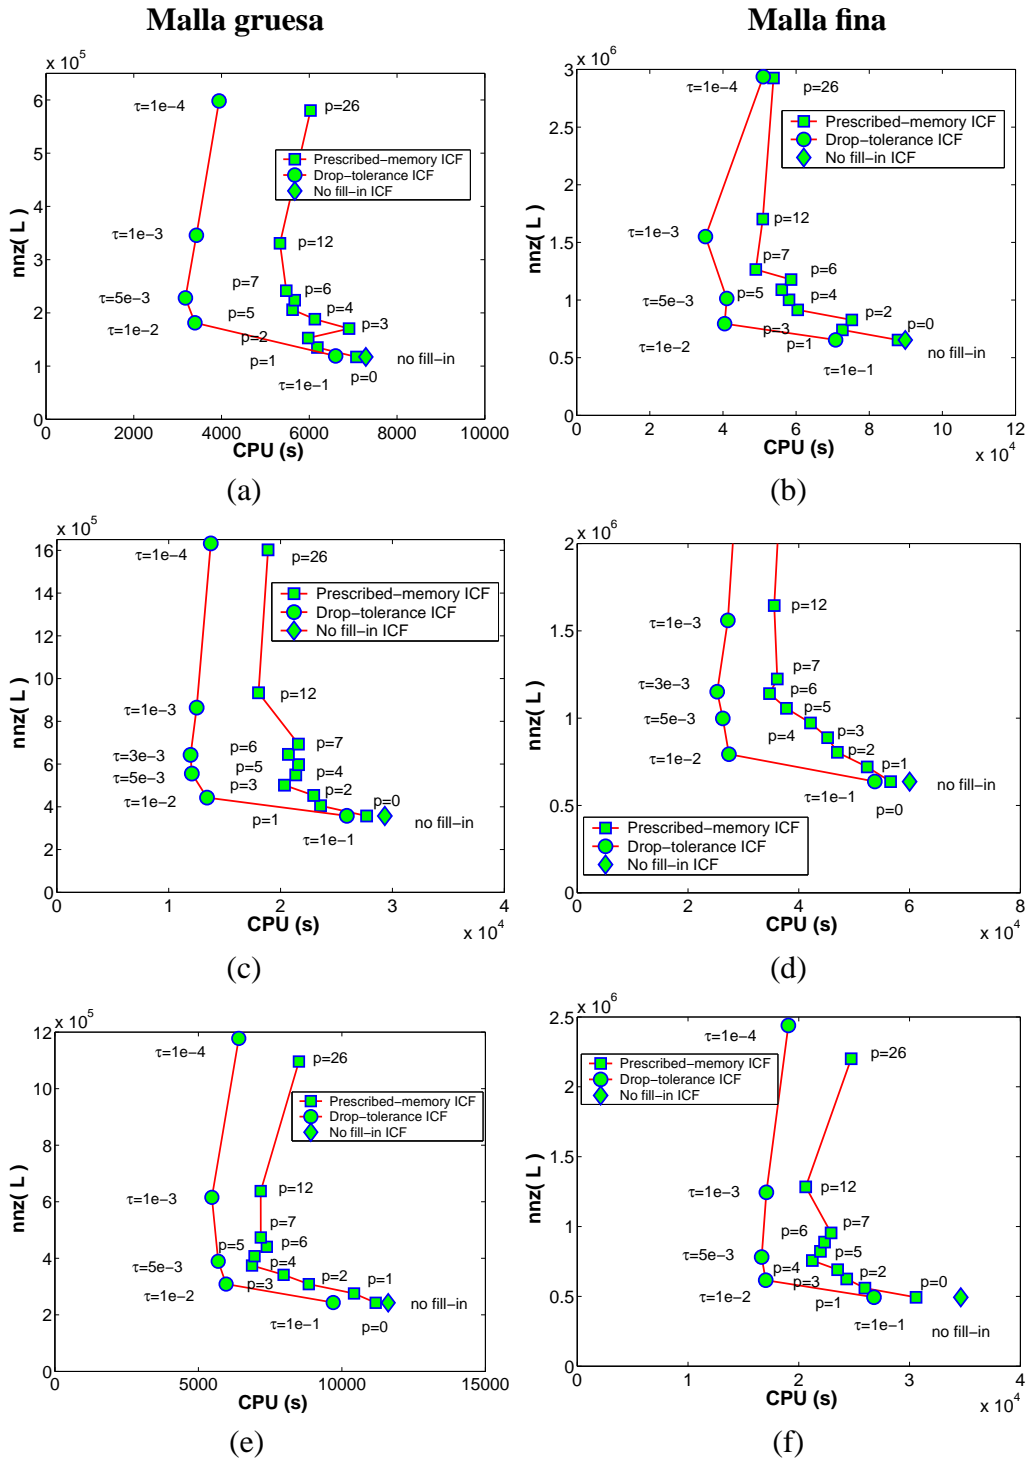 Malla gruesa
Malla fina
x 10^5
6
5
4
3
2
1
0
nnz( L )
τ=1e−4
p=26
Prescribed−memory ICF
Drop−tolerance ICF
No fill−in ICF
τ=1e−3
p=12
p=7
p=6
τ=5e−3
p=5
p=4
p=3
τ=1e−2
p=2
p=1
no fill−in
τ=1e−1
p=0
0
2000
4000
6000
8000
10000
CPU (s)
(a)
x 10^6
3
2.5
2
1.5
1
0.5
0
nnz( L )
τ=1e−4
p=26
Prescribed−memory ICF
Drop−tolerance ICF
No fill−in ICF
p=12
τ=1e−3
p=7
p=6
τ=5e−3
p=5
p=4
p=2
p=0
p=3
p=1
τ=1e−2
no fill−in
τ=1e−1
0
2
4
6
8
10
12
CPU (s)
x 10^4
(b)
x 10^5
16
14
12
10
8
6
4
2
0
nnz( L )
τ=1e−4
p=26
Prescribed−memory ICF
Drop−tolerance ICF
No fill−in ICF
p=12
τ=1e−3
p=6
p=7
τ=3e−3
p=5
p=4
τ=5e−3
p=3
p=2
τ=1e−2
p=0
p=1
τ=1e−1
no fill−in
0
1
2
3
4
CPU (s)
x 10^4
(c)
x 10^6
2
1.5
1
0.5
0
nnz( L )
p=12
τ=1e−3
p=7
τ=3e−3
p=6
p=5
τ=5e−3
p=4
p=3
p=2
τ=1e−2
p=1
τ=1e−1
no fill−in
p=0
Prescribed−memory ICF
Drop−tolerance ICF
No fill−in ICF
0
2
4
6
8
CPU (s)
x 10^4
(d)
x 10^5
12
10
8
6
4
2
0
nnz( L )
τ=1e−4
p=26
Prescribed−memory ICF
Drop−tolerance ICF
No fill−in ICF
τ=1e−3
p=12
p=7
p=5
p=6
τ=5e−3
p=4
p=3
p=2
p=1
τ=1e−2
no fill−in
τ=1e−1
p=0
0
5000
10000
15000
CPU (s)
(e)
x 10^6
2.5
2
1.5
1
0.5
0
nnz( L )
τ=1e−4
p=26
Prescribed−memory ICF
Drop−tolerance ICF
No fill−in ICF
τ=1e−3
p=12
p=6
p=7
τ=5e−3
p=5
p=4
p=2
p=3
p=0
τ=1e−2
p=1
τ=1e−1
no fill−in
0
1
2
3
4
CPU (s)
x 10^4
(f)